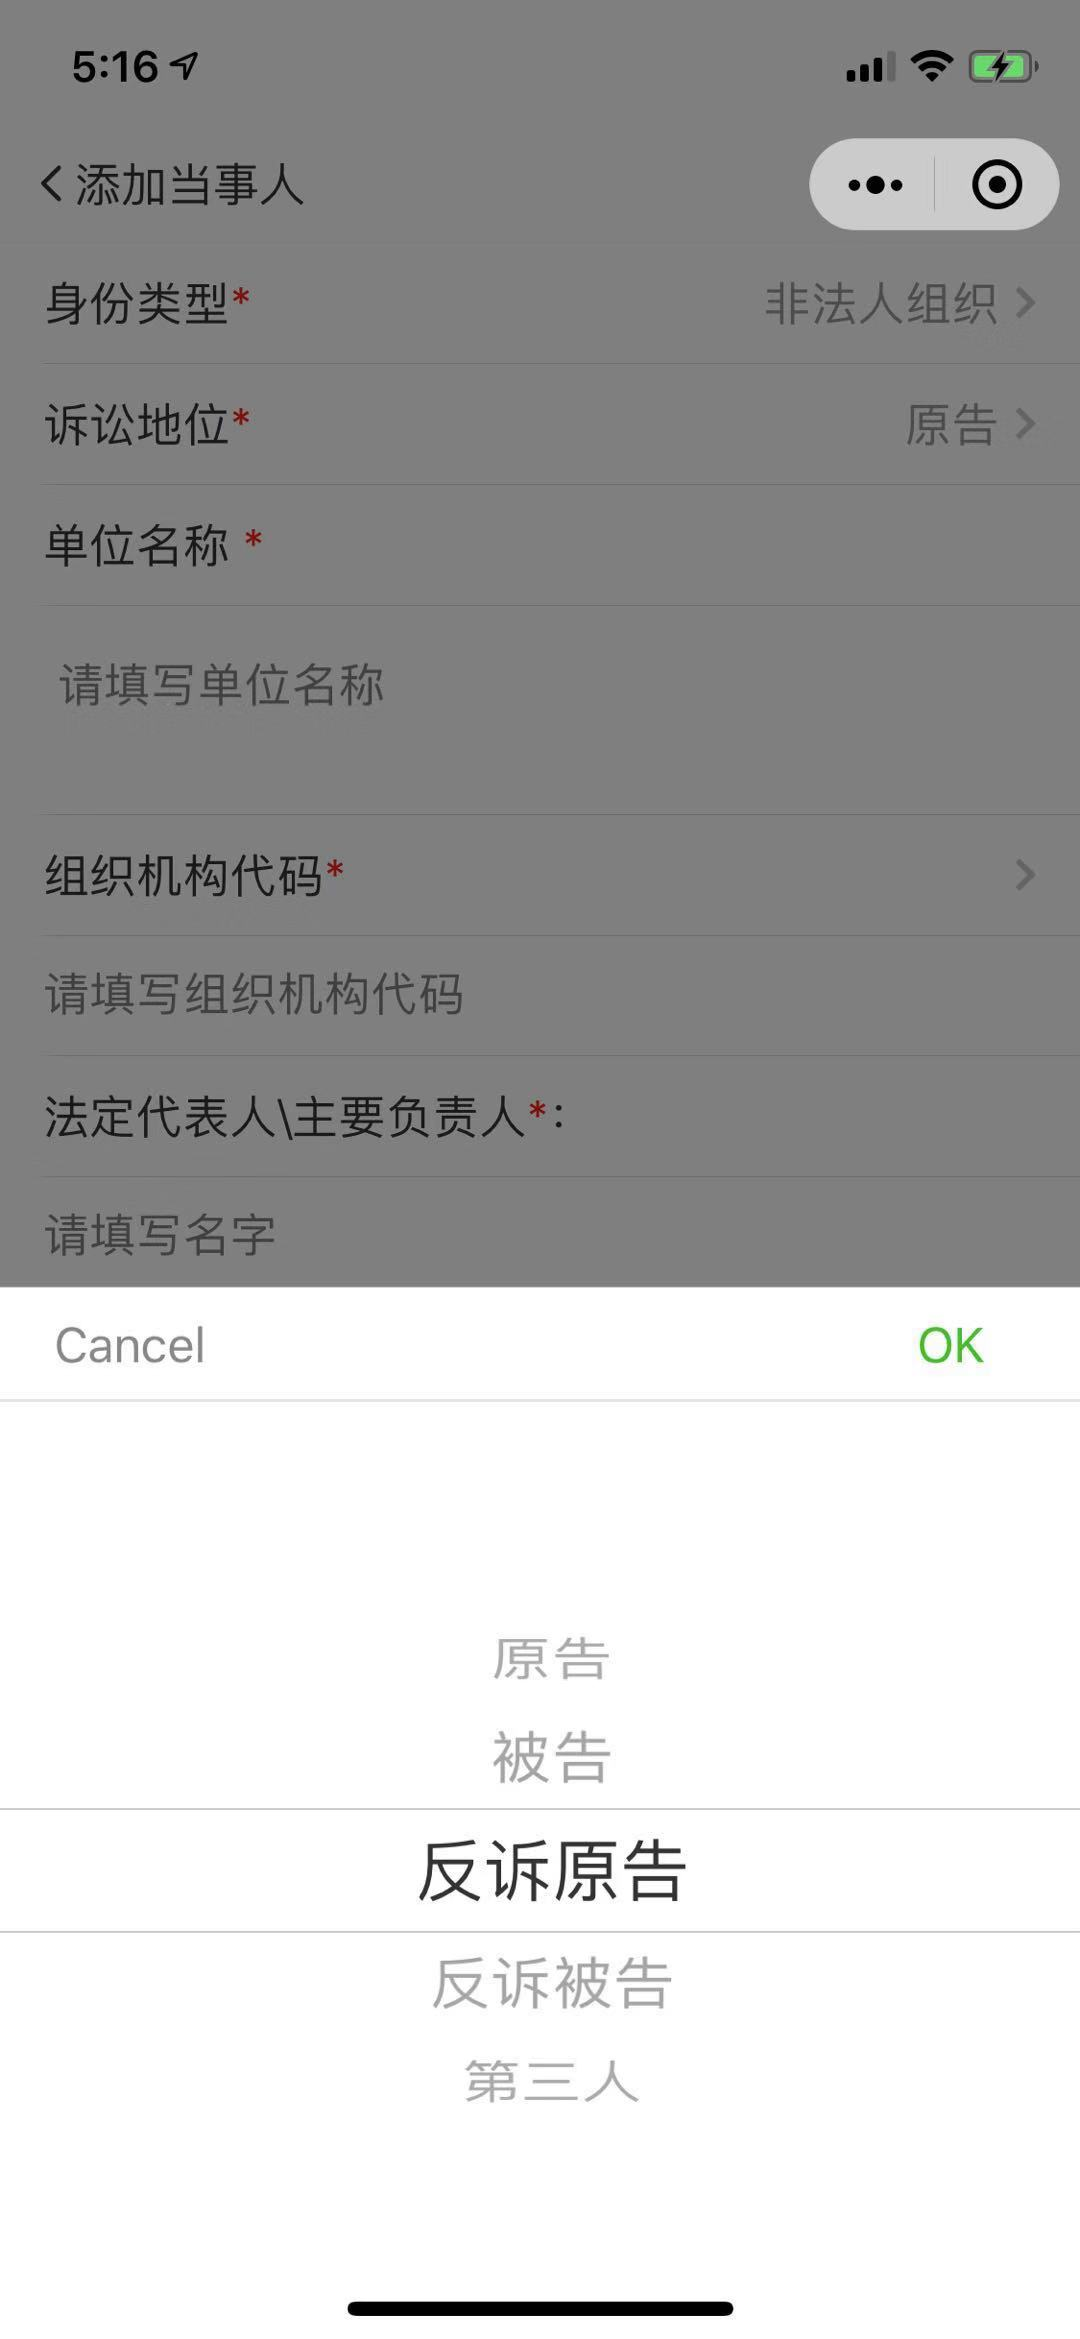 5:16
添加当事人
身份类型* 非法人组织
诉讼地位* 原告
单位名称 *
请填写单位名称
组织机构代码*
请填写组织机构代码
法定代表人\主要负责人*：
请填写名字
Cancel OK
原告
被告
反诉原告
反诉被告
第三人